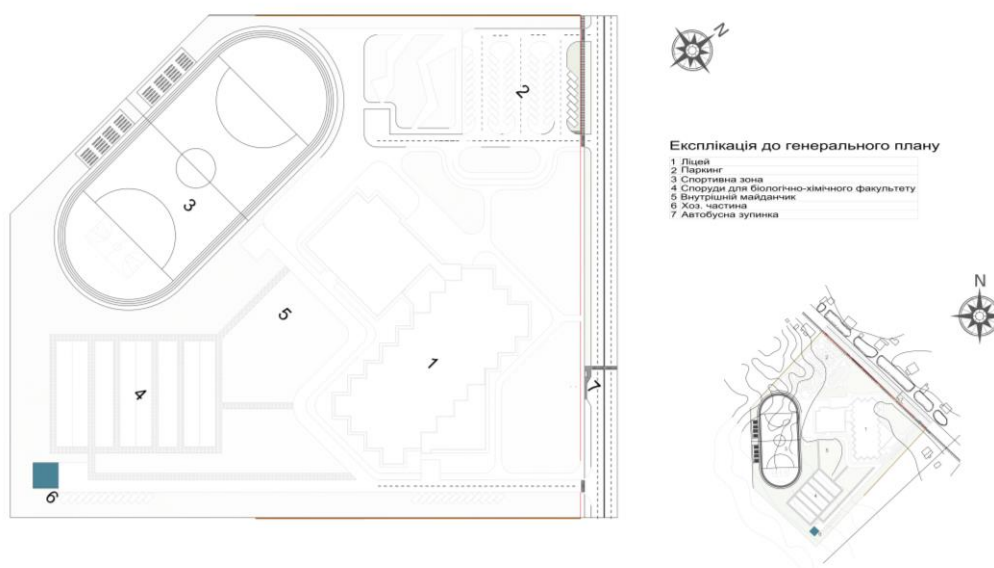 N
Експлікація до генерального плану
1 Ліцей
2 Паркинг
3 Спортивна зона
4 Споруди для біологічно-хімічного факультету
5 Внутрішній майданчик
6 Хоз. частина
7 Автобусна зупинка
2
3
5
4
1
7
6
N